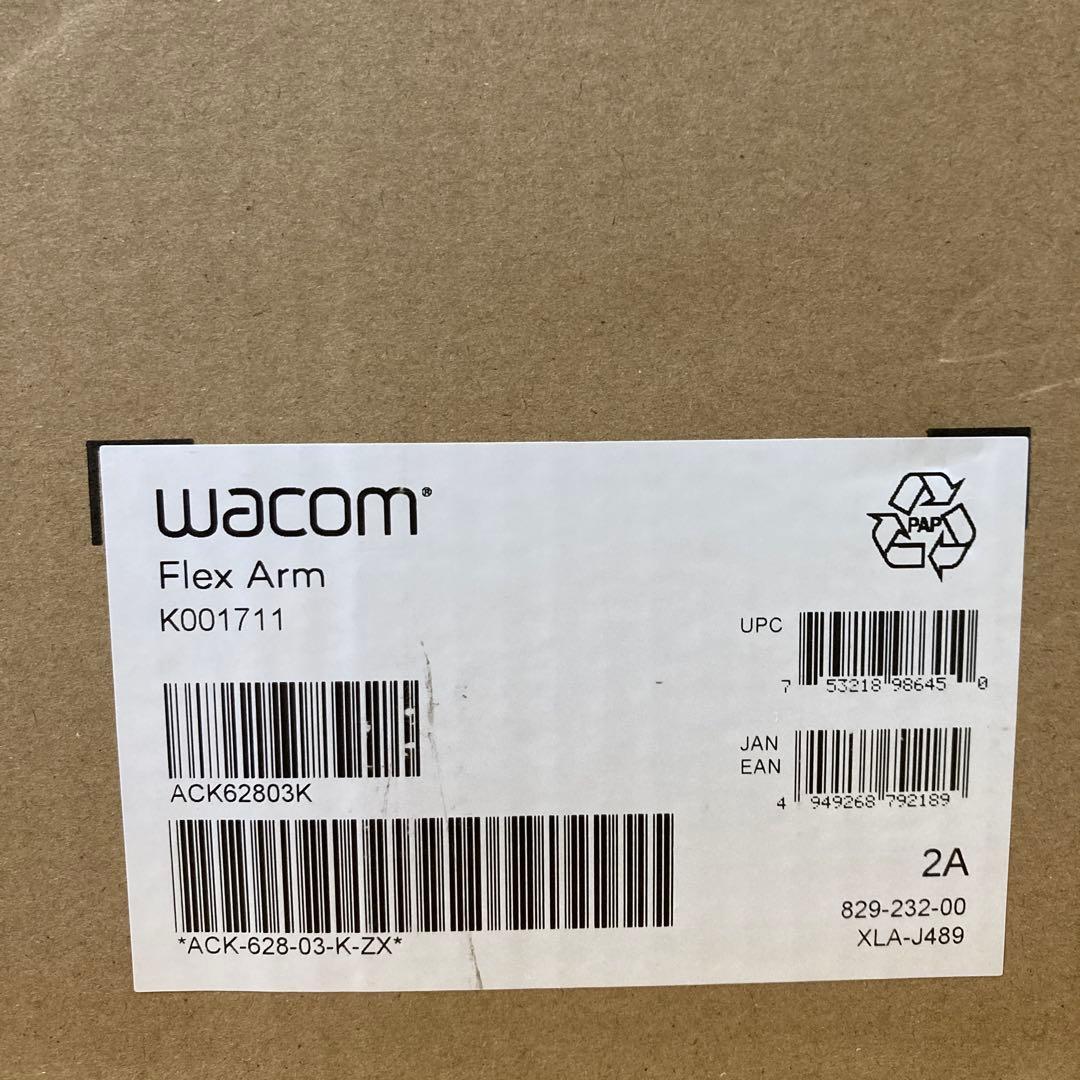 wacom®
Flex Arm
K001711
PAP
UPC
7 53218 98645 0
ACK62803K
JAN
EAN
4 949268 792189
*ACK-628-03-K-ZX*
2A
829-232-00
XLA-J489